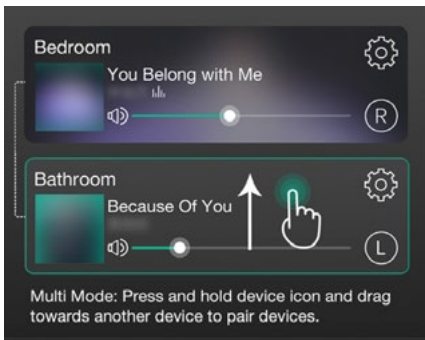 Bedroom
You Belong with Me
R
Bathroom
Because Of You
L
Multi Mode: Press and hold device icon and drag
towards another device to pair devices.